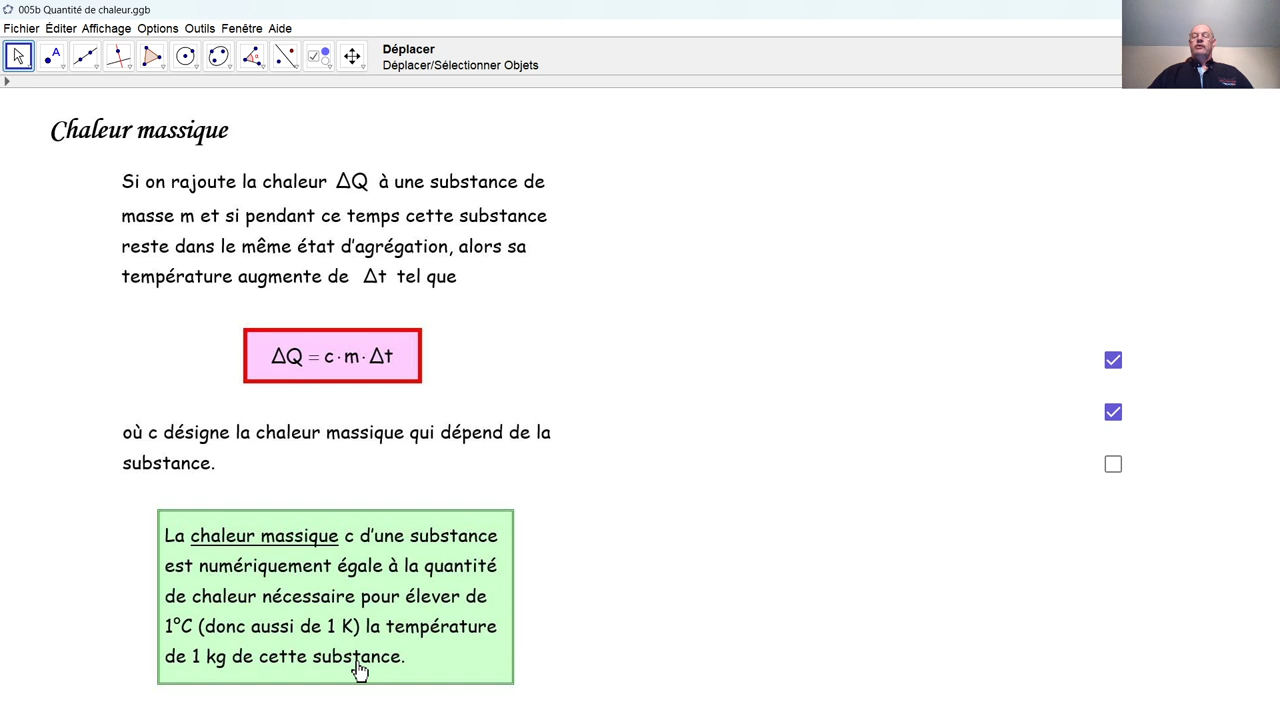 005b Quantité de chaleur.ggb
Fichier Éditer Affichage Options Outils Fenêtre Aide
A
Déplacer
Déplacer/Sélectionner Objets
Chaleur massique
Si on rajoute la chaleur ΔQ à une substance de
masse m et si pendant ce temps cette substance
reste dans le même état d’agrégation, alors sa
température augmente de Δt tel que
ΔQ = c · m · Δt
où c désigne la chaleur massique qui dépend de la
substance.
La chaleur massique c d’une substance
est numériquement égale à la quantité
de chaleur nécessaire pour élever de
1°C (donc aussi de 1 K) la température
de 1 kg de cette substance.